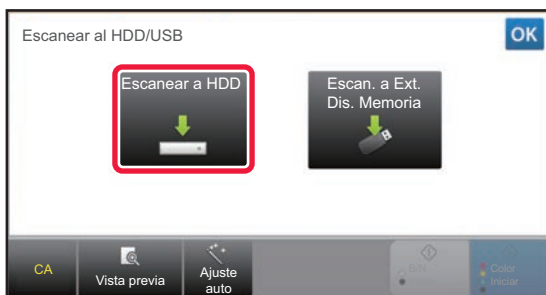 Escanear al HDD/USB
OK
Escanear a HDD
Escan. a Ext.
Dis. Memoria
CA
Vista previa
Ajuste
auto
B/N
Color
Iniciar